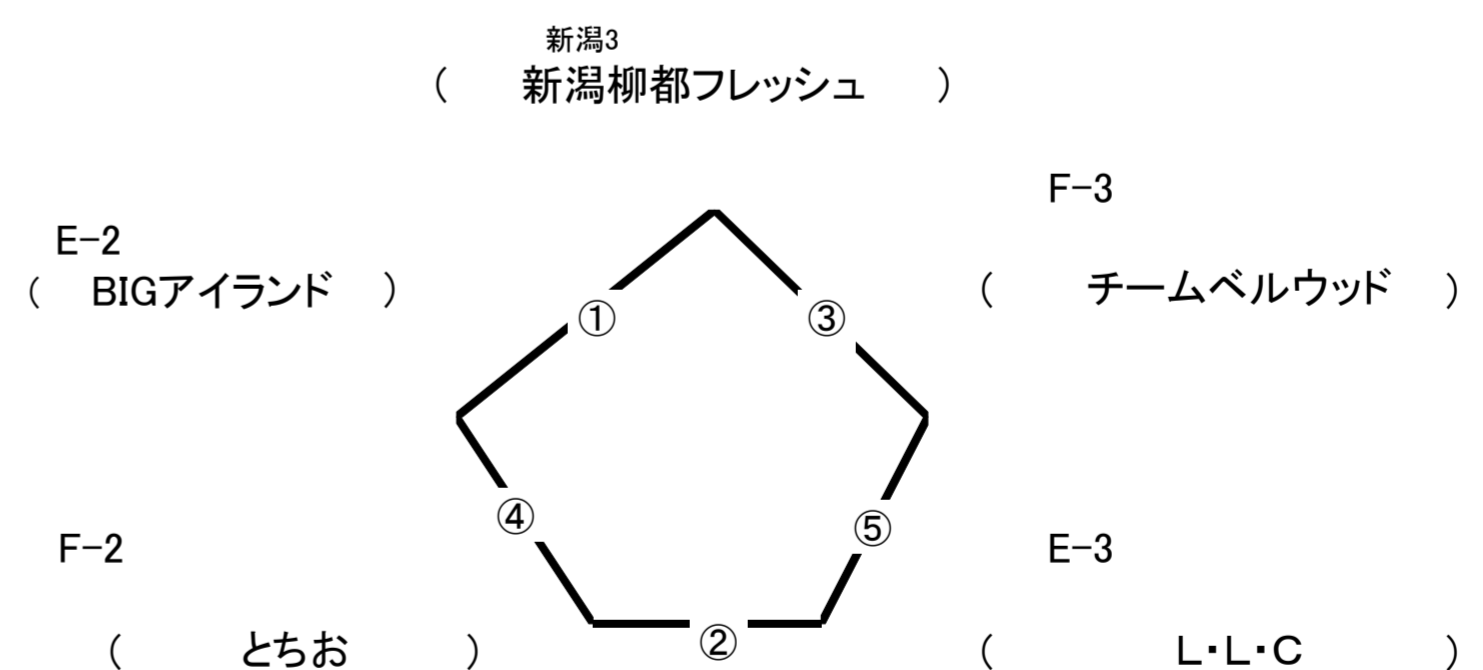 新潟3
（　新潟柳都フレッシュ　）
F-3
E-2
（　BIGアイランド　）
（　チームベルウッド　）
①
③
④
⑤
F-2
E-3
（　とちお　）
②
（　L・L・C　）